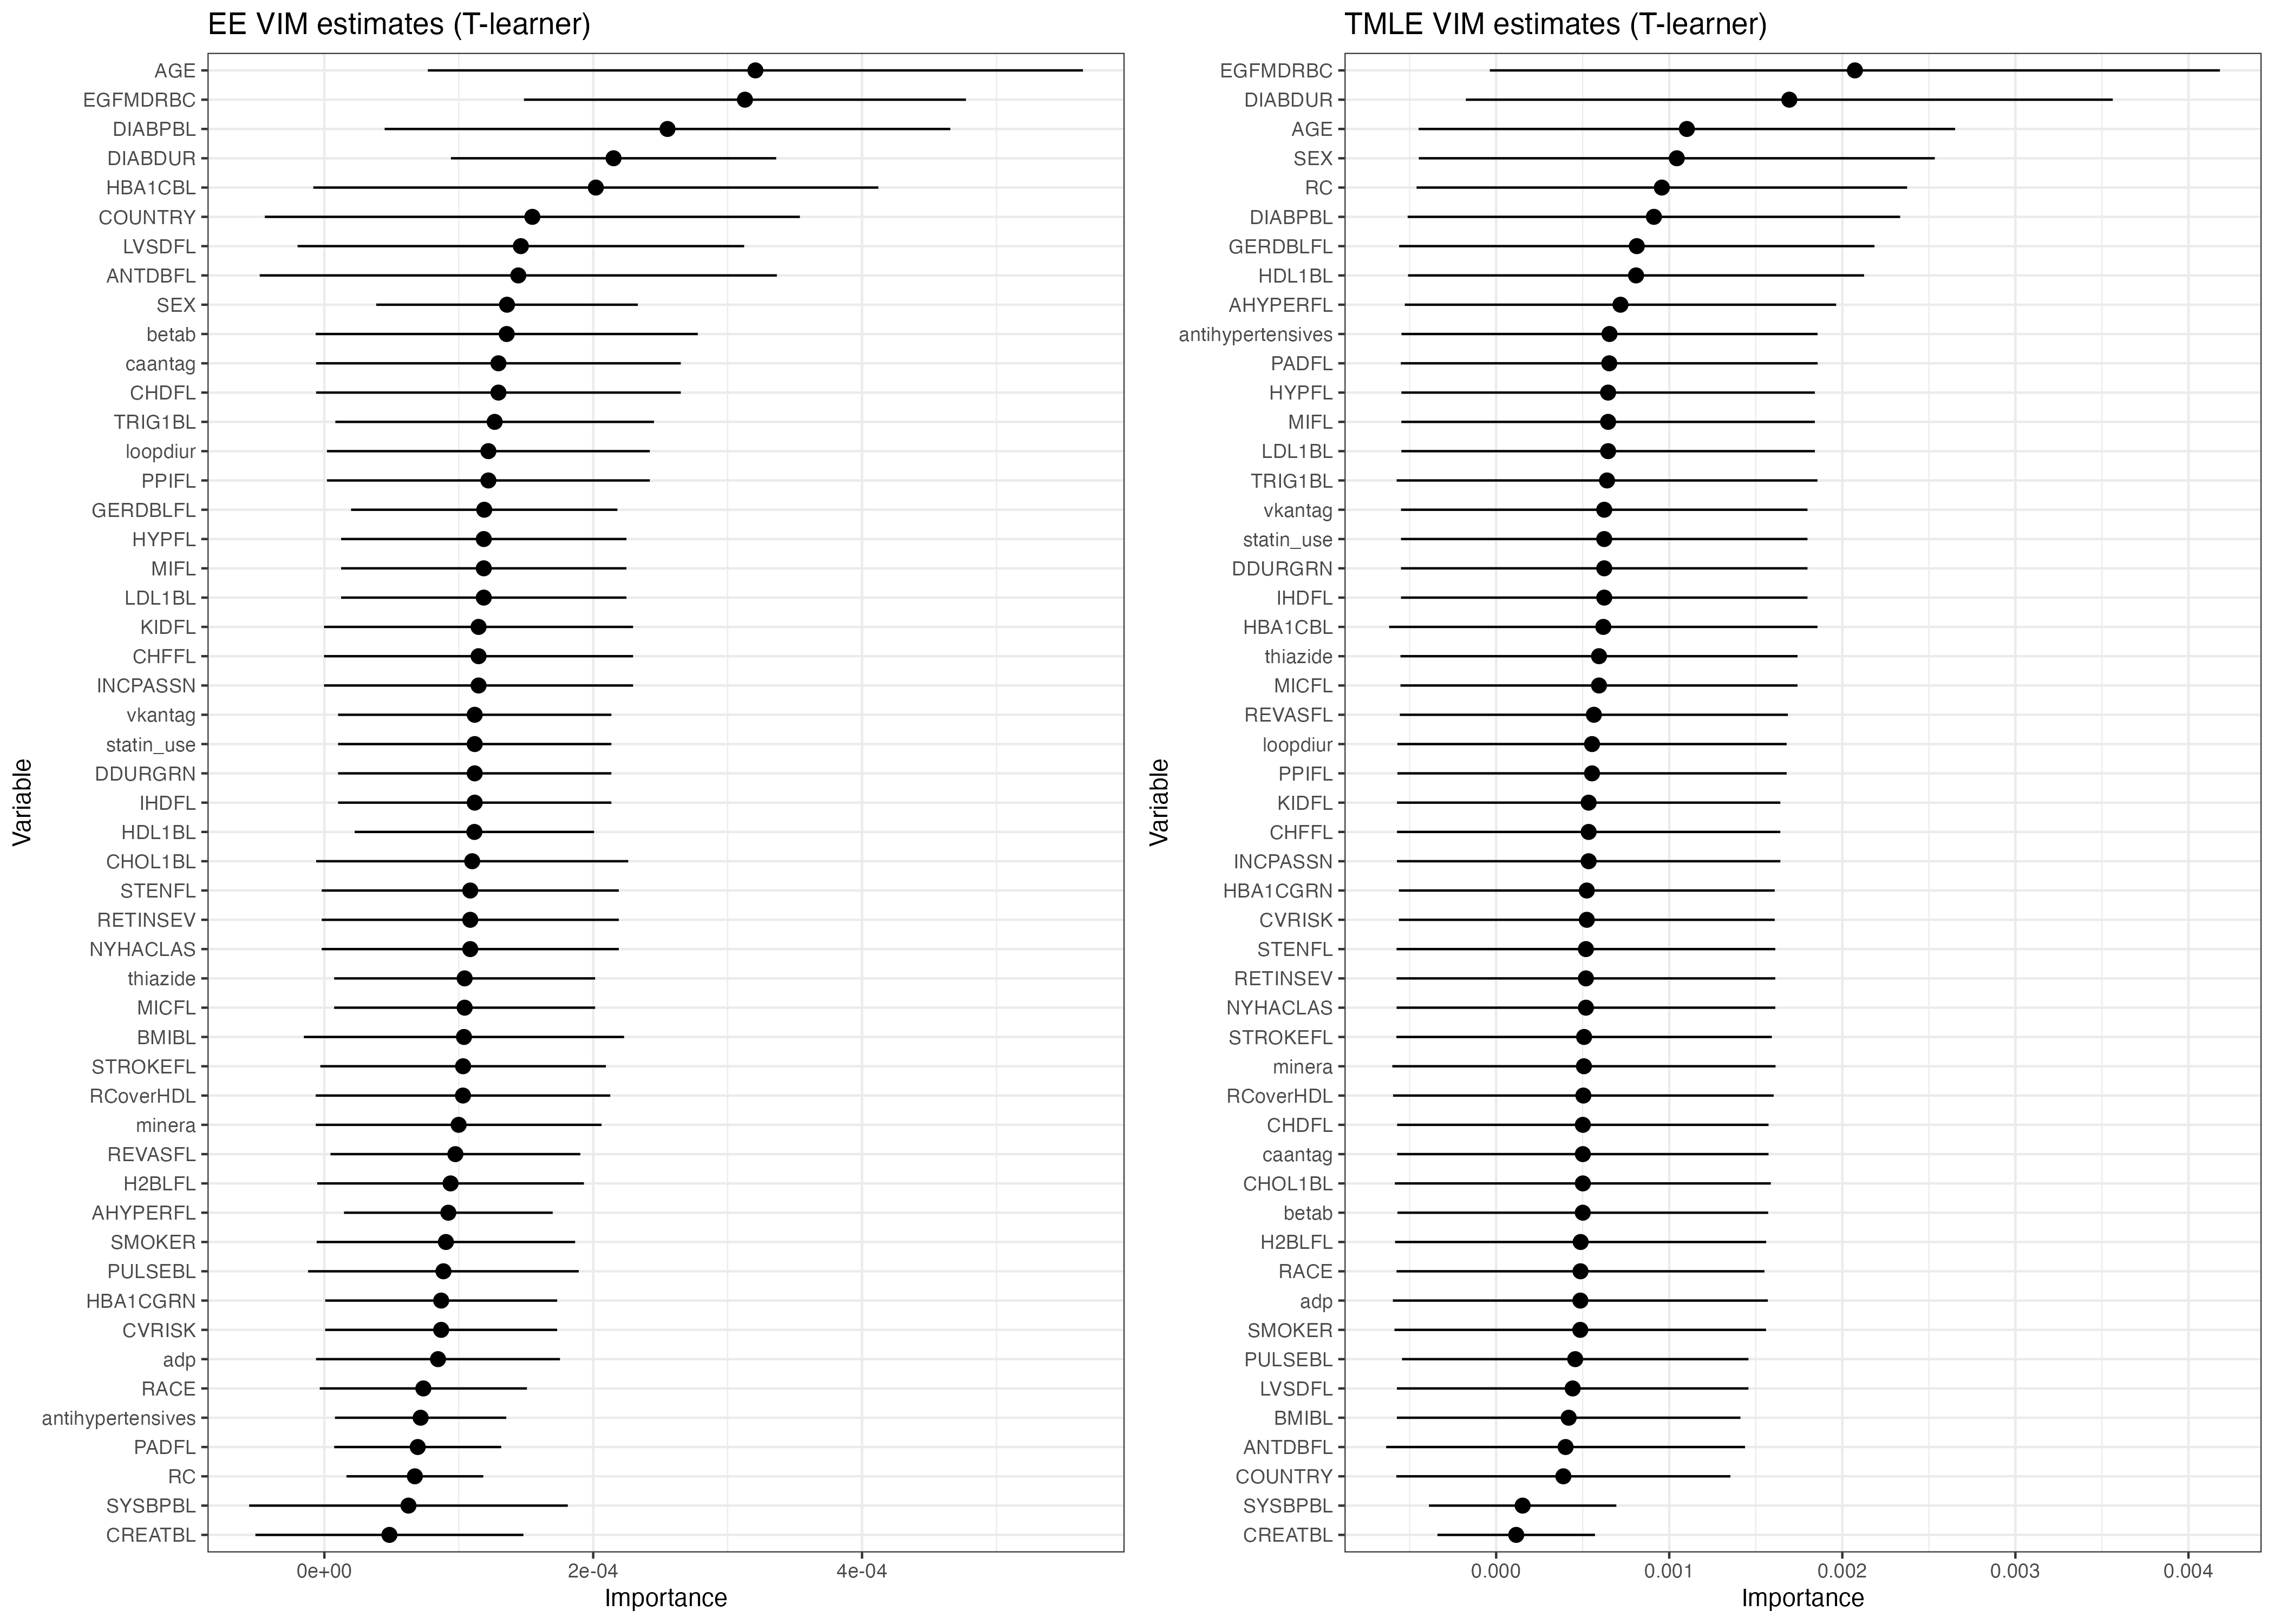 EE VIM estimates (T-learner)
AGE
EGFMDRBC
DIABPBL
DIABDUR
HBA1CBL
COUNTRY
LVSDFL
ANTDBFL
SEX
betab
caantag
CHDFL
TRIG1BL
loopdiur
PPIFL
GERDBLFL
HYPFL
MIFL
LDL1BL
KIDFL
CHFFL
INCPASSN
vkantag
statin_use
DDURGRN
IHDFL
HDL1BL
CHOL1BL
STENFL
RETINSEV
NYHACLAS
thiazide
MICFL
BMIBL
STROKEFL
RCoverHDL
minera
REVASFL
H2BLFL
AHYPERFL
SMOKER
PULSEBL
HBA1CGRN
CVRISK
adp
RACE
antihypertensives
PADFL
RC
SYSBPBL
CREATBL
Variable
0e+00 2e-04 4e-04
Importance
TMLE VIM estimates (T-learner)
EGFMDRBC
DIABDUR
AGE
SEX
RC
DIABPBL
GERDBLFL
HDL1BL
AHYPERFL
antihypertensives
PADFL
HYPFL
MIFL
LDL1BL
TRIG1BL
vkantag
statin_use
DDURGRN
IHDFL
HBA1CBL
thiazide
MICFL
REVASFL
loopdiur
PPIFL
KIDFL
CHFFL
INCPASSN
HBA1CGRN
CVRISK
STENFL
RETINSEV
NYHACLAS
STROKEFL
minera
RCoverHDL
CHDFL
caantag
CHOL1BL
betab
H2BLFL
RACE
adp
SMOKER
PULSEBL
LVSDFL
BMIBL
ANTDBFL
COUNTRY
SYSBPBL
CREATBL
Variable
0.000 0.001 0.002 0.003 0.004
Importance